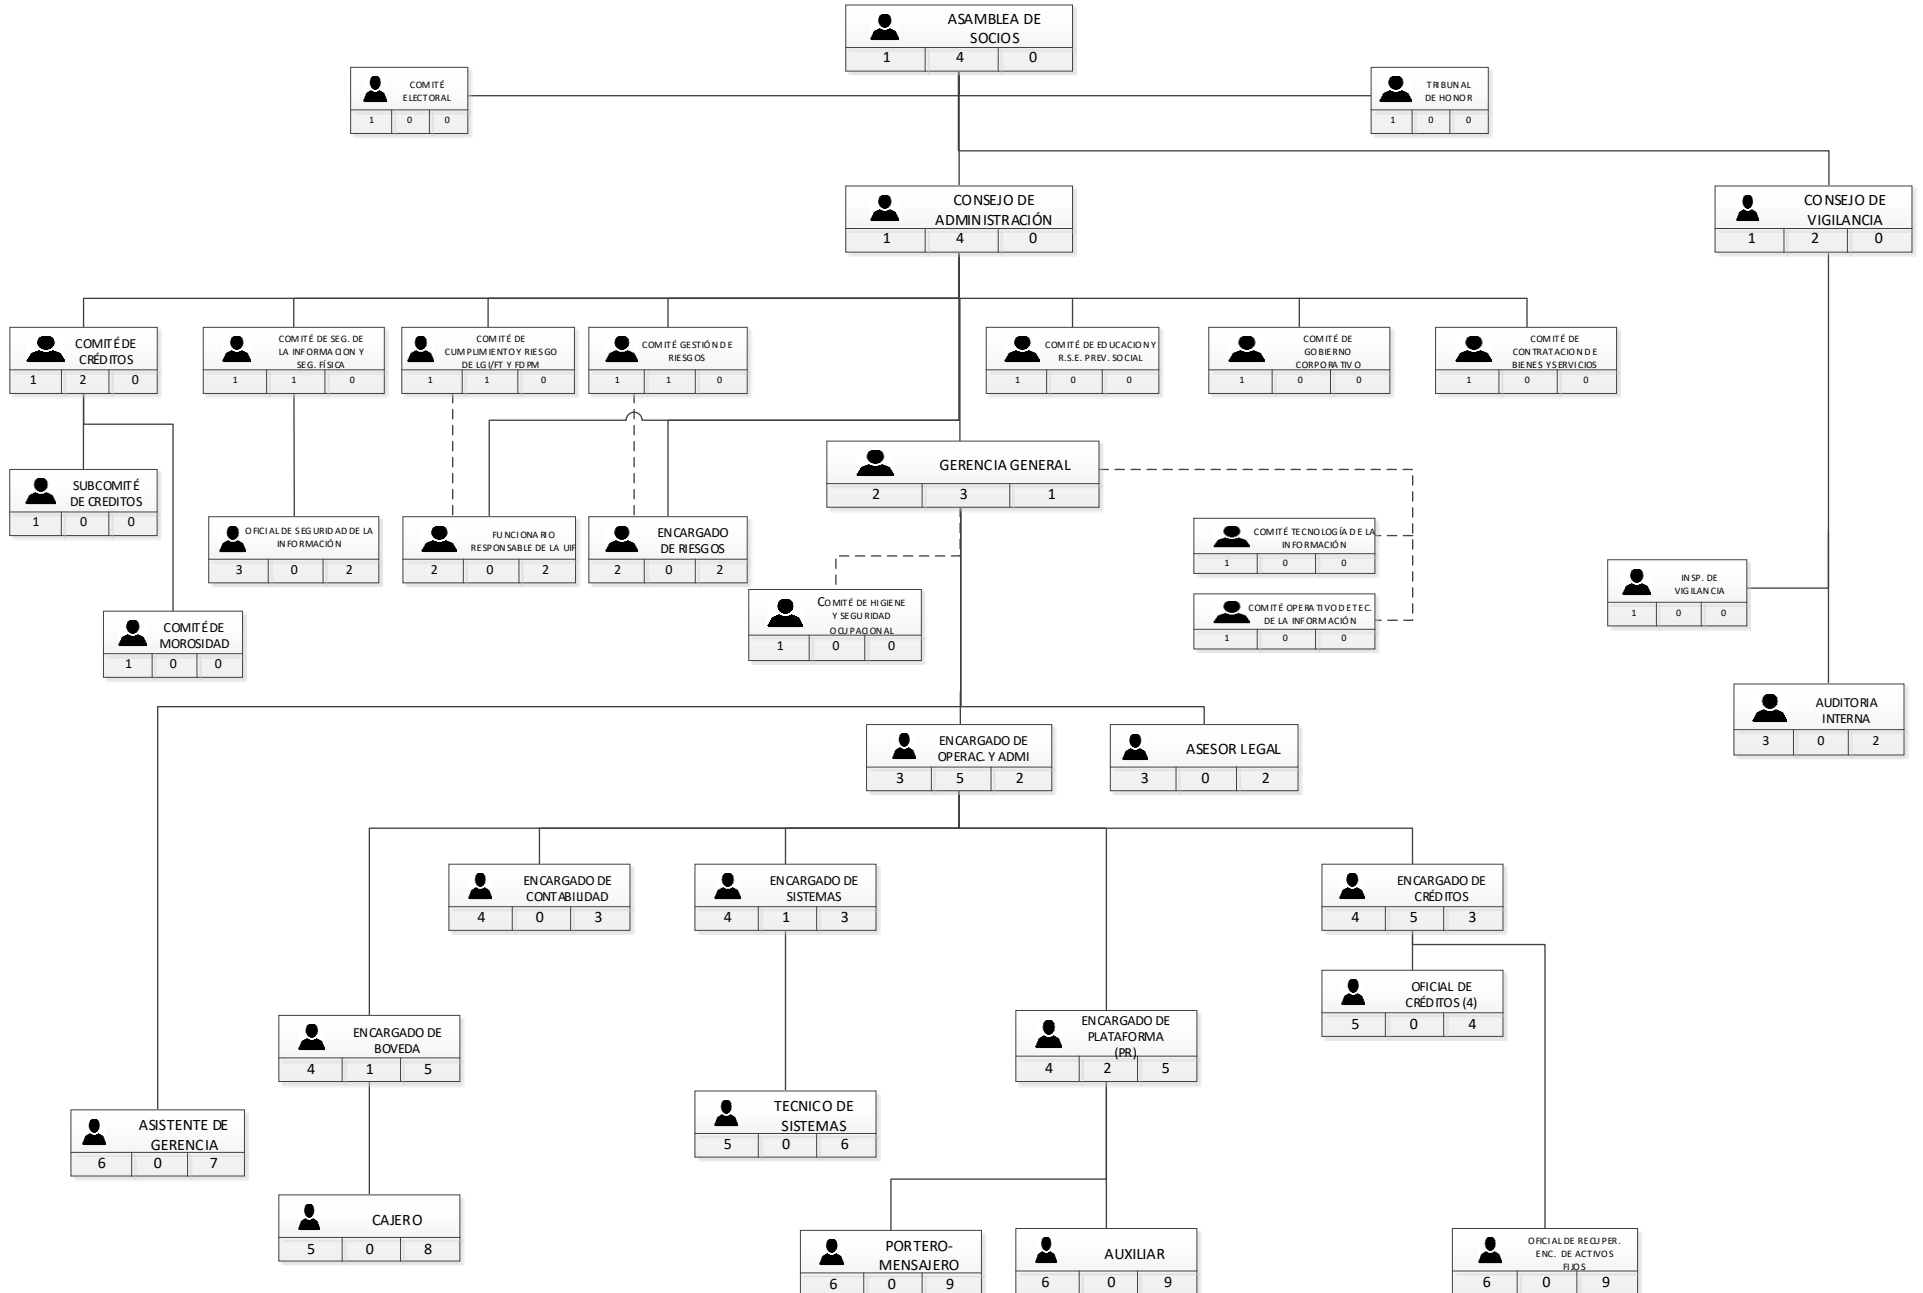 ASAMBLEA DE
SOCIOS
1 4 0
COMITÉ
ELECTORAL
1 0 0
TRIBUNAL
DE HONOR
1 0 0
CONSEJO DE
ADMINISTRACIÓN
1 4 0
CONSEJO DE
VIGILANCIA
1 2 0
COMITÉ DE
CRÉDITOS
1 2 0
COMITÉ DE SEG. DE
LA INFORMACION Y
SEG. FÍSICA
1 1 0
COMITÉ DE
CUMPLIMIENTO Y RIESGO
DE LGI/FT Y FDPM
1 1 0
COMITÉ GESTIÓN DE
RIESGOS
1 1 0
COMITÉ DE EDUCACION Y
R.S.E. PREV. SOCIAL
1 0 0
COMITÉ DE
GOBIERNO
CORPORATIVO
1 0 0
COMITÉ DE
CONTRATACION DE
BIENES Y SERVICIOS
1 0 0
GERENCIA GENERAL
2 3 1
SUBCOMITÉ
DE CREDITOS
1 0 0
OFICIAL DE SEGURIDAD DE LA
INFORMACIÓN
3 0 2
FUNCIONARIO
RESPONSABLE DE LA UIF
2 0 2
ENCARGADO
DE RIESGOS
2 0 2
COMITÉ TECNOLOGÍA DE LA
INFORMACIÓN
1 0 0
INSP. DE
VIGILANCIA
1 0 0
COMITÉ DE HIGIENE
Y SEGURIDAD
OCUPACIONAL
1 0 0
COMITÉ OPERATIVO DE TEC.
DE LA INFORMACIÓN
1 0 0
COMITÉ DE
MOROSIDAD
1 0 0
AUDITORIA
INTERNA
3 0 2
ENCARGADO DE
OPERAC. Y ADMI
3 5 2
ASESOR LEGAL
3 0 2
ENCARGADO DE
CONTABILIDAD
4 0 3
ENCARGADO DE
SISTEMAS
4 1 3
ENCARGADO DE
CRÉDITOS
4 5 3
OFICIAL DE
CRÉDITOS (4)
5 0 4
ENCARGADO DE
BOVEDA
4 1 5
ENCARGADO DE
PLATAFORMA
(PR)
4 2 5
TECNICO DE
SISTEMAS
5 0 6
ASISTENTE DE
GERENCIA
6 0 7
CAJERO
5 0 8
PORTERO-
MENSAJERO
6 0 9
AUXILIAR
6 0 9
OFICIAL DE RECUPER.
ENC. DE ACTIVOS
FIJOS
6 0 9